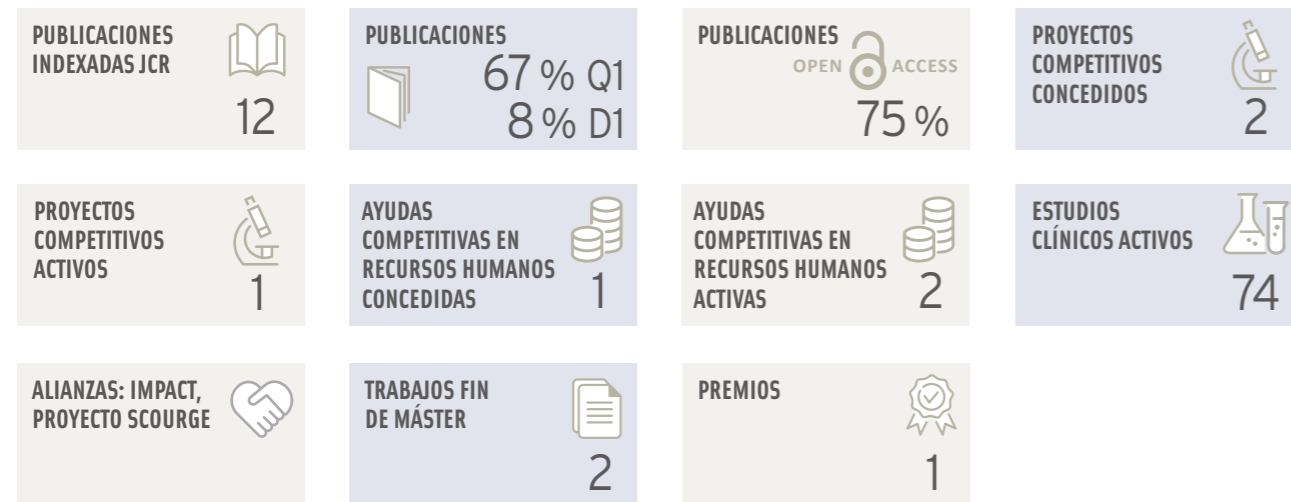 PUBLICACIONES
INDEXADAS JCR
12
PUBLICACIONES
67 % Q1
8 % D1
PUBLICACIONES
OPEN ACCESS
75 %
PROYECTOS
COMPETITIVOS
CONCEDIDOS
2
PROYECTOS
COMPETITIVOS
ACTIVOS
1
AYUDAS
COMPETITIVAS EN
RECURSOS HUMANOS
CONCEDIDAS
1
AYUDAS
COMPETITIVAS EN
RECURSOS HUMANOS
ACTIVAS
2
ESTUDIOS
CLÍNICOS ACTIVOS
74
ALIANZAS: IMPACT,
PROYECTO SCOURGE
TRABAJOS FIN
DE MÁSTER
2
PREMIOS
1